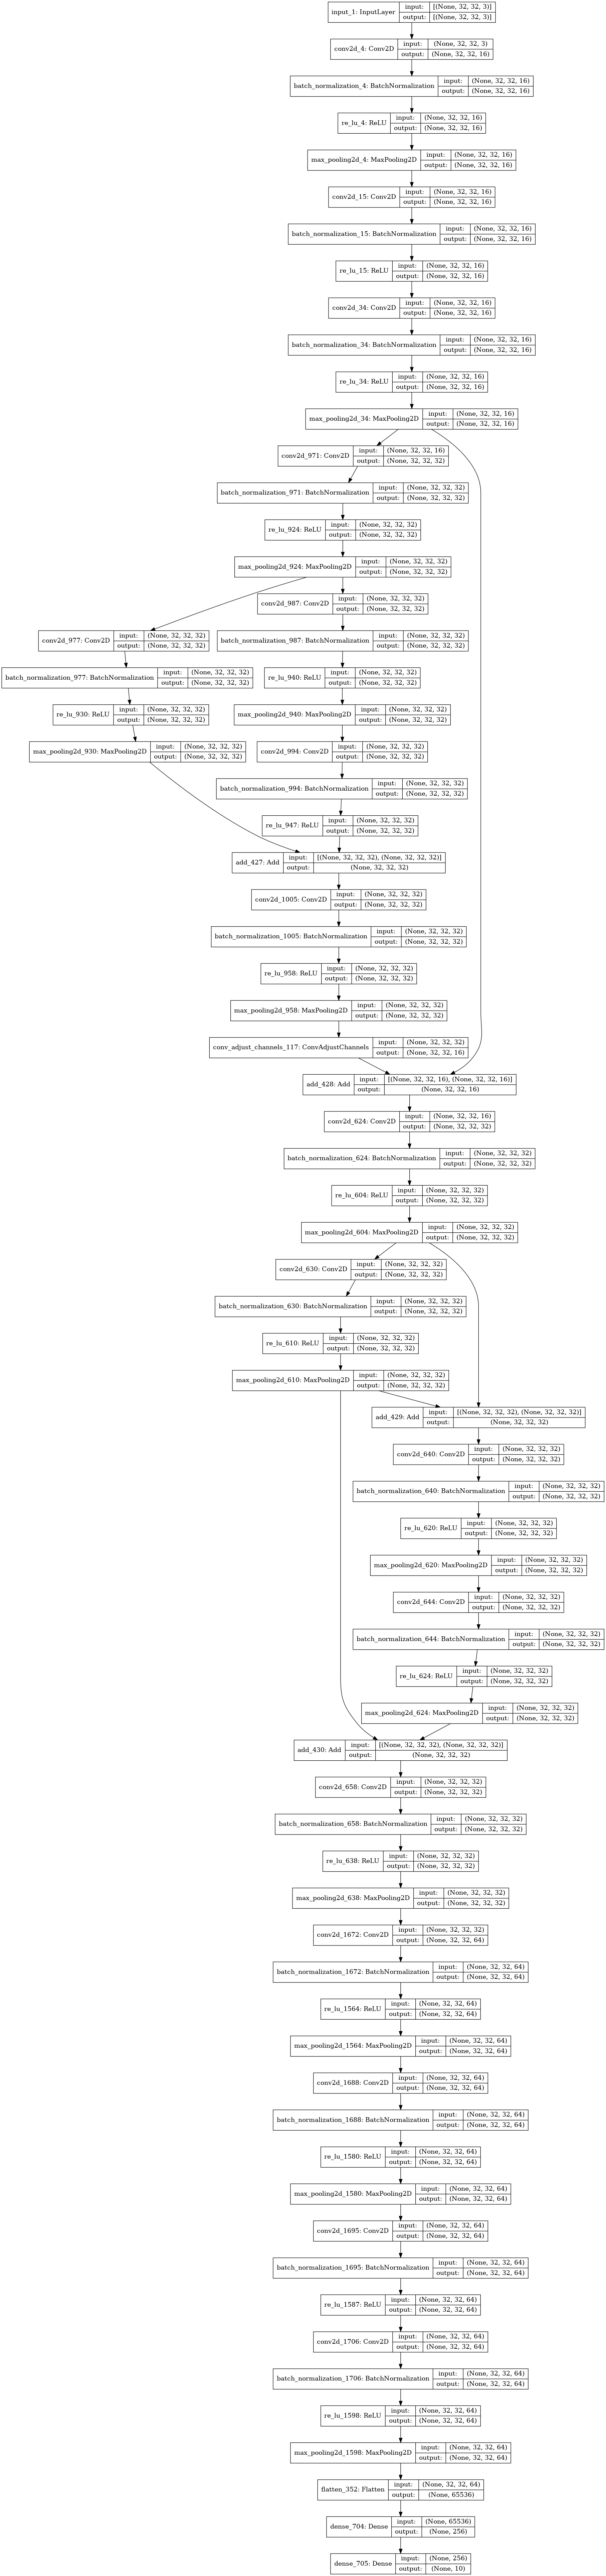 input_1: InputLayer
input: [(None, 32, 32, 3)]
output: [(None, 32, 32, 3)]
conv2d_4: Conv2D
input: (None, 32, 32, 3)
output: (None, 32, 32, 16)
batch_normalization_4: BatchNormalization
input: (None, 32, 32, 16)
output: (None, 32, 32, 16)
re_lu_4: ReLU
input: (None, 32, 32, 16)
output: (None, 32, 32, 16)
max_pooling2d_4: MaxPooling2D
input: (None, 32, 32, 16)
output: (None, 32, 32, 16)
conv2d_15: Conv2D
input: (None, 32, 32, 16)
output: (None, 32, 32, 16)
batch_normalization_15: BatchNormalization
input: (None, 32, 32, 16)
output: (None, 32, 32, 16)
re_lu_15: ReLU
input: (None, 32, 32, 16)
output: (None, 32, 32, 16)
conv2d_34: Conv2D
input: (None, 32, 32, 16)
output: (None, 32, 32, 16)
batch_normalization_34: BatchNormalization
input: (None, 32, 32, 16)
output: (None, 32, 32, 16)
re_lu_34: ReLU
input: (None, 32, 32, 16)
output: (None, 32, 32, 16)
max_pooling2d_34: MaxPooling2D
input: (None, 32, 32, 16)
output: (None, 32, 32, 16)
conv2d_971: Conv2D
input: (None, 32, 32, 16)
output: (None, 32, 32, 32)
batch_normalization_971: BatchNormalization
input: (None, 32, 32, 32)
output: (None, 32, 32, 32)
re_lu_924: ReLU
input: (None, 32, 32, 32)
output: (None, 32, 32, 32)
max_pooling2d_924: MaxPooling2D
input: (None, 32, 32, 32)
output: (None, 32, 32, 32)
conv2d_987: Conv2D
input: (None, 32, 32, 32)
output: (None, 32, 32, 32)
conv2d_977: Conv2D
input: (None, 32, 32, 32)
output: (None, 32, 32, 32)
batch_normalization_987: BatchNormalization
input: (None, 32, 32, 32)
output: (None, 32, 32, 32)
batch_normalization_977: BatchNormalization
input: (None, 32, 32, 32)
output: (None, 32, 32, 32)
re_lu_940: ReLU
input: (None, 32, 32, 32)
output: (None, 32, 32, 32)
re_lu_930: ReLU
input: (None, 32, 32, 32)
output: (None, 32, 32, 32)
max_pooling2d_940: MaxPooling2D
input: (None, 32, 32, 32)
output: (None, 32, 32, 32)
max_pooling2d_930: MaxPooling2D
input: (None, 32, 32, 32)
output: (None, 32, 32, 32)
conv2d_994: Conv2D
input: (None, 32, 32, 32)
output: (None, 32, 32, 32)
batch_normalization_994: BatchNormalization
input: (None, 32, 32, 32)
output: (None, 32, 32, 32)
re_lu_947: ReLU
input: (None, 32, 32, 32)
output: (None, 32, 32, 32)
add_427: Add
input: [(None, 32, 32, 32), (None, 32, 32, 32)]
output: (None, 32, 32, 32)
conv2d_1005: Conv2D
input: (None, 32, 32, 32)
output: (None, 32, 32, 32)
batch_normalization_1005: BatchNormalization
input: (None, 32, 32, 32)
output: (None, 32, 32, 32)
re_lu_958: ReLU
input: (None, 32, 32, 32)
output: (None, 32, 32, 32)
max_pooling2d_958: MaxPooling2D
input: (None, 32, 32, 32)
output: (None, 32, 32, 32)
conv_adjust_channels_117: ConvAdjustChannels
input: (None, 32, 32, 32)
output: (None, 32, 32, 16)
add_428: Add
input: [(None, 32, 32, 16), (None, 32, 32, 16)]
output: (None, 32, 32, 16)
conv2d_624: Conv2D
input: (None, 32, 32, 16)
output: (None, 32, 32, 32)
batch_normalization_624: BatchNormalization
input: (None, 32, 32, 32)
output: (None, 32, 32, 32)
re_lu_604: ReLU
input: (None, 32, 32, 32)
output: (None, 32, 32, 32)
max_pooling2d_604: MaxPooling2D
input: (None, 32, 32, 32)
output: (None, 32, 32, 32)
conv2d_630: Conv2D
input: (None, 32, 32, 32)
output: (None, 32, 32, 32)
batch_normalization_630: BatchNormalization
input: (None, 32, 32, 32)
output: (None, 32, 32, 32)
re_lu_610: ReLU
input: (None, 32, 32, 32)
output: (None, 32, 32, 32)
max_pooling2d_610: MaxPooling2D
input: (None, 32, 32, 32)
output: (None, 32, 32, 32)
add_429: Add
input: [(None, 32, 32, 32), (None, 32, 32, 32)]
output: (None, 32, 32, 32)
conv2d_640: Conv2D
input: (None, 32, 32, 32)
output: (None, 32, 32, 32)
batch_normalization_640: BatchNormalization
input: (None, 32, 32, 32)
output: (None, 32, 32, 32)
re_lu_620: ReLU
input: (None, 32, 32, 32)
output: (None, 32, 32, 32)
max_pooling2d_620: MaxPooling2D
input: (None, 32, 32, 32)
output: (None, 32, 32, 32)
conv2d_644: Conv2D
input: (None, 32, 32, 32)
output: (None, 32, 32, 32)
batch_normalization_644: BatchNormalization
input: (None, 32, 32, 32)
output: (None, 32, 32, 32)
re_lu_624: ReLU
input: (None, 32, 32, 32)
output: (None, 32, 32, 32)
max_pooling2d_624: MaxPooling2D
input: (None, 32, 32, 32)
output: (None, 32, 32, 32)
add_430: Add
input: [(None, 32, 32, 32), (None, 32, 32, 32)]
output: (None, 32, 32, 32)
conv2d_658: Conv2D
input: (None, 32, 32, 32)
output: (None, 32, 32, 32)
batch_normalization_658: BatchNormalization
input: (None, 32, 32, 32)
output: (None, 32, 32, 32)
re_lu_638: ReLU
input: (None, 32, 32, 32)
output: (None, 32, 32, 32)
max_pooling2d_638: MaxPooling2D
input: (None, 32, 32, 32)
output: (None, 32, 32, 32)
conv2d_1672: Conv2D
input: (None, 32, 32, 32)
output: (None, 32, 32, 64)
batch_normalization_1672: BatchNormalization
input: (None, 32, 32, 64)
output: (None, 32, 32, 64)
re_lu_1564: ReLU
input: (None, 32, 32, 64)
output: (None, 32, 32, 64)
max_pooling2d_1564: MaxPooling2D
input: (None, 32, 32, 64)
output: (None, 32, 32, 64)
conv2d_1688: Conv2D
input: (None, 32, 32, 64)
output: (None, 32, 32, 64)
batch_normalization_1688: BatchNormalization
input: (None, 32, 32, 64)
output: (None, 32, 32, 64)
re_lu_1580: ReLU
input: (None, 32, 32, 64)
output: (None, 32, 32, 64)
max_pooling2d_1580: MaxPooling2D
input: (None, 32, 32, 64)
output: (None, 32, 32, 64)
conv2d_1695: Conv2D
input: (None, 32, 32, 64)
output: (None, 32, 32, 64)
batch_normalization_1695: BatchNormalization
input: (None, 32, 32, 64)
output: (None, 32, 32, 64)
re_lu_1587: ReLU
input: (None, 32, 32, 64)
output: (None, 32, 32, 64)
conv2d_1706: Conv2D
input: (None, 32, 32, 64)
output: (None, 32, 32, 64)
batch_normalization_1706: BatchNormalization
input: (None, 32, 32, 64)
output: (None, 32, 32, 64)
re_lu_1598: ReLU
input: (None, 32, 32, 64)
output: (None, 32, 32, 64)
max_pooling2d_1598: MaxPooling2D
input: (None, 32, 32, 64)
output: (None, 32, 32, 64)
flatten_352: Flatten
input: (None, 32, 32, 64)
output: (None, 65536)
dense_704: Dense
input: (None, 65536)
output: (None, 256)
dense_705: Dense
input: (None, 256)
output: (None, 10)